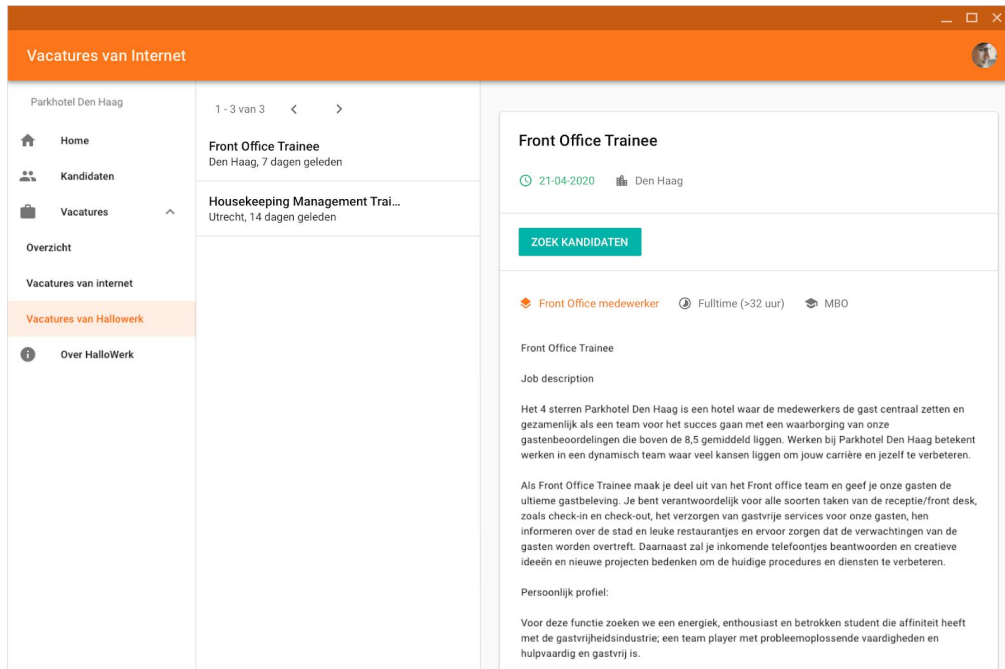 Vacatures van Internet
Parkhotel Den Haag
Home
Kandidaten
Vacatures
Overzicht
Vacatures van internet
Vacatures van Hallowerk
Over HalloWerk
1 - 3 van 3
Front Office Trainee
Den Haag, 7 dagen geleden
Housekeeping Management Trai...
Utrecht, 14 dagen geleden
Front Office Trainee
21-04-2020 Den Haag
ZOEK KANDIDATEN
Front Office medewerker Fulltime (>32 uur) MBO
Front Office Trainee
Job description
Het 4 sterren Parkhotel Den Haag is een hotel waar de medewerkers de gast centraal zetten en
gezamenlijk als een team voor het succes gaan met een waarborging van onze
gastenbeoordelingen die boven de 8,5 gemiddeld liggen. Werken bij Parkhotel Den Haag betekent
werken in een dynamisch team waar veel kansen liggen om jouw carrière en jezelf te verbeteren.
Als Front Office Trainee maak je deel uit van het Front office team en geef je onze gasten de
ultieme gastbeleving. Je bent verantwoordelijk voor alle soorten taken van de receptie/front desk,
zoals check-in en check-out, het verzorgen van gastvrije services voor onze gasten, hen
informeren over de stad en leuke restaurantjes en ervoor zorgen dat de verwachtingen van de
gasten worden overtreft. Daarnaast zal je inkomende telefoontjes beantwoorden en creatieve
ideeën en nieuwe projecten bedenken om de huidige procedures en diensten te verbeteren.
Persoonlijk profiel:
Voor deze functie zoeken we een energiek, enthousiast en betrokken student die affiniteit heeft
met de gastvrijheidsindustrie; een team player met probleemoplossende vaardigheden en
hulpvaardig en gastvrij is.